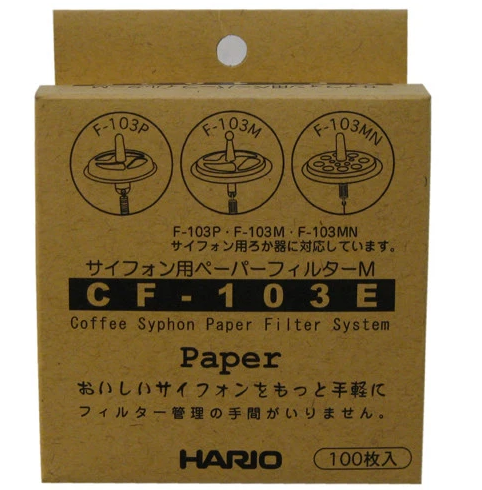 F-103P
F-103M
F-103MN
F-103P・F-103M・F-103MN
サイフォン用ろか器に対応しています。
サイフォン用ペーパーフィルターM
CF-103E
Coffee Syphon Paper Filter System
Paper
おいしいサイフォンをもっと手軽に
フィルター管理の手間がいりません。
HARIO
100枚入